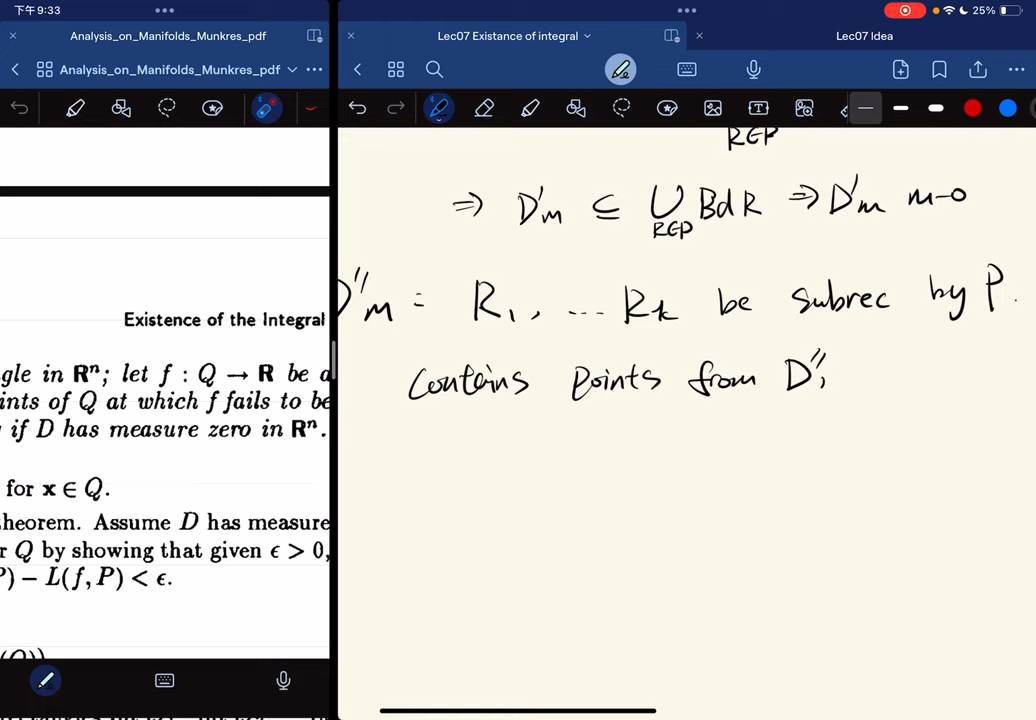 下午9:33
25%
Analysis_on_Manifolds_Munkres_pdf
Analysis_on_Manifolds_Munkres_pdf
Existence of the Integral
gle in Rⁿ; let f : Q → R be a
ints of Q at which f fails to be
if D has measure zero in Rⁿ.
for x ∈ Q.
heorem. Assume D has measure
r Q by showing that given ϵ > 0,
P) − L(f, P) < ϵ.
(Q))
Lec07 Existance of integral
Lec07 Idea
R∈P
⇒ D'm ⊆ ⋃ Bd R ⇒ D'm m-0
R∈P
D''m = R₁, ... Rk be subrec by P.
contains points from D'',